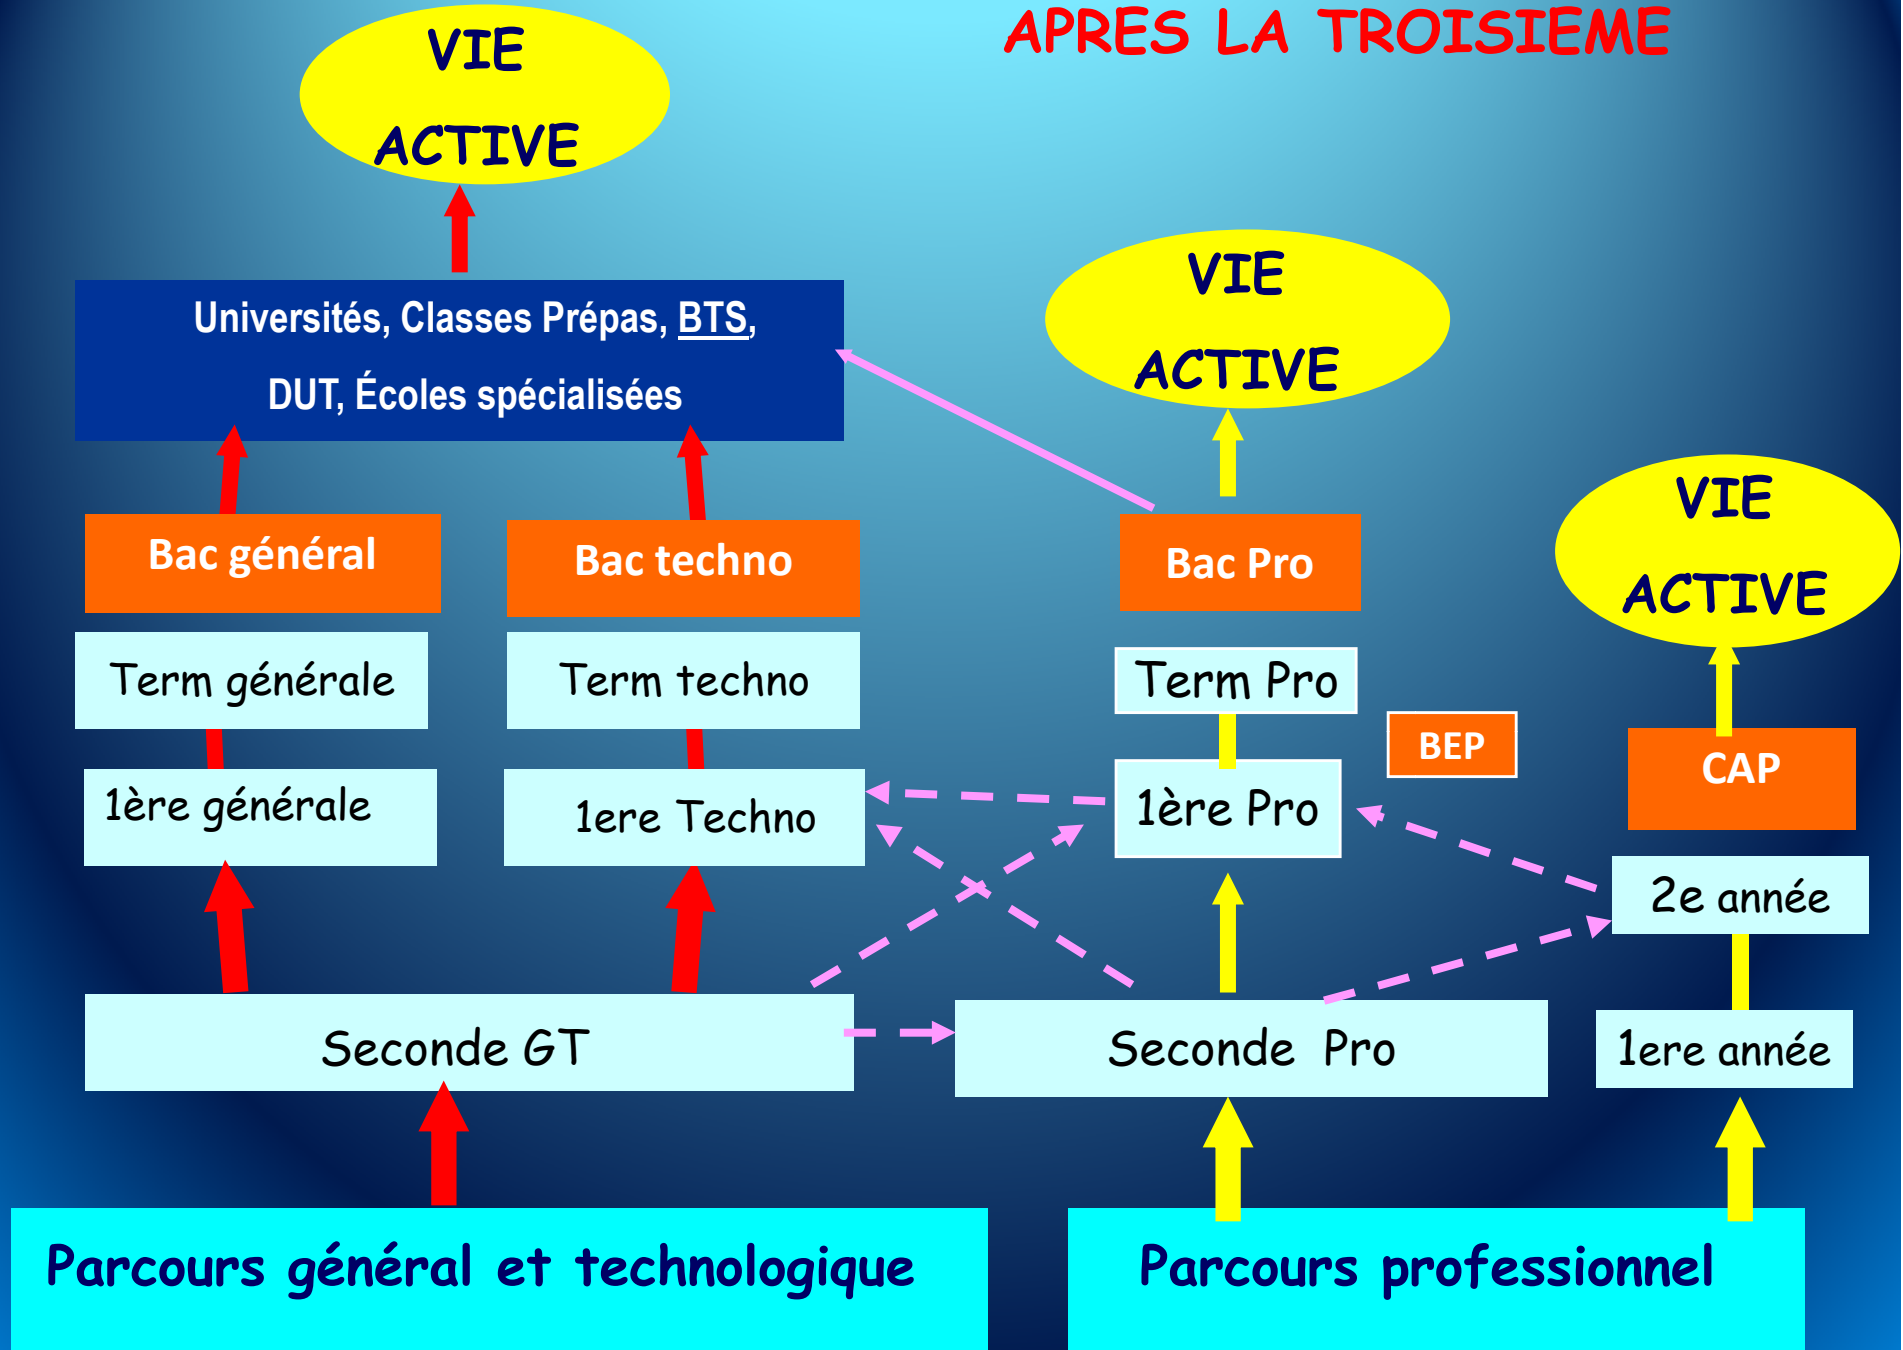 APRES LA TROISIEME
VIE
ACTIVE
Universités, Classes Prépas, BTS,
DUT, Écoles spécialisées
VIE
ACTIVE
VIE
ACTIVE
Bac général
Bac techno
Bac Pro
Term générale
Term techno
Term Pro
BEP
CAP
1ère générale
1ere Techno
1ère Pro
2e année
Seconde GT
Seconde Pro
1ere année
Parcours général et technologique
Parcours professionnel